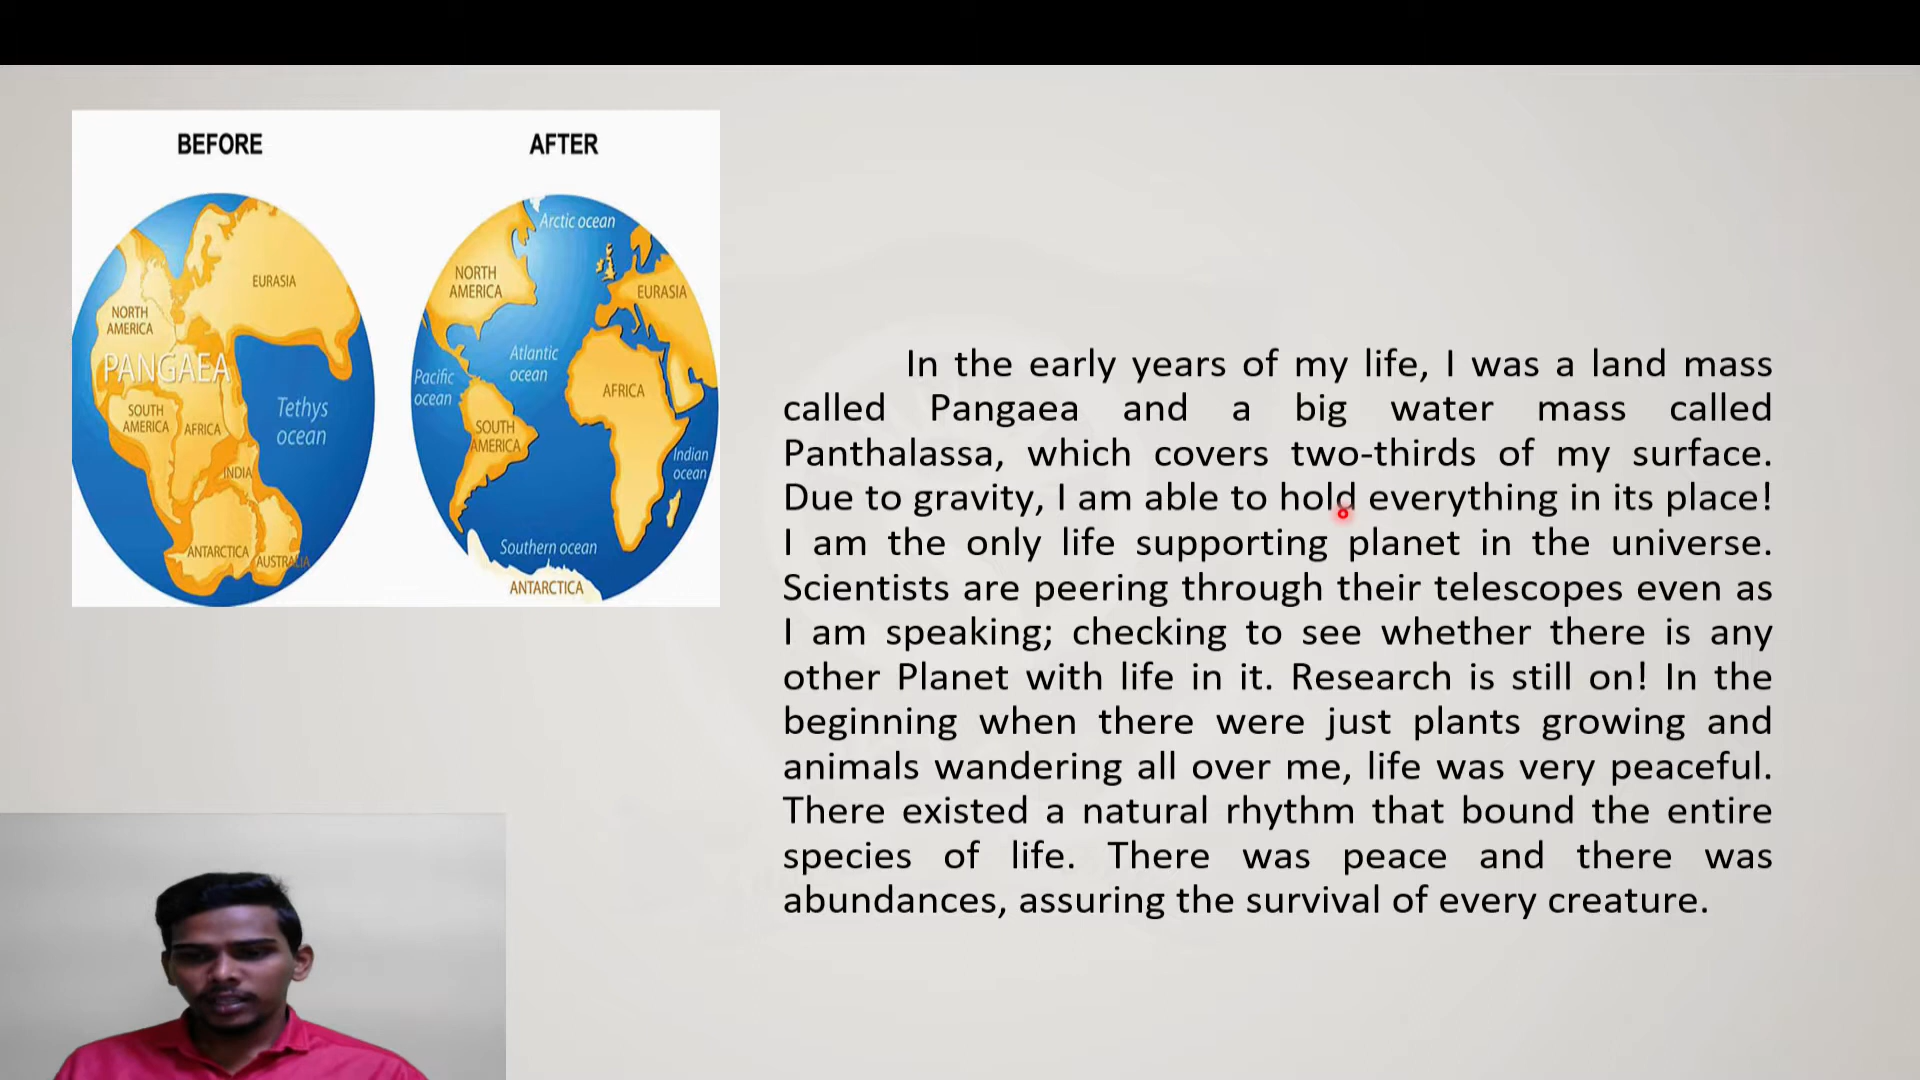 BEFORE
AFTER
EURASIA
NORTH
AMERICA
PANGAEA
SOUTH
AMERICA
AFRICA
Tethys
ocean
INDIA
ANTARCTICA
AUSTRALIA
Arctic ocean
NORTH
AMERICA
EURASIA
Atlantic
ocean
Pacific
ocean
AFRICA
SOUTH
AMERICA
Indian
ocean
Southern ocean
ANTARCTICA
In the early years of my life, I was a land mass
called Pangaea and a big water mass called
Panthalassa, which covers two-thirds of my surface.
Due to gravity, I am able to hold everything in its place!
I am the only life supporting planet in the universe.
Scientists are peering through their telescopes even as
I am speaking; checking to see whether there is any
other Planet with life in it. Research is still on! In the
beginning when there were just plants growing and
animals wandering all over me, life was very peaceful.
There existed a natural rhythm that bound the entire
species of life. There was peace and there was
abundances, assuring the survival of every creature.